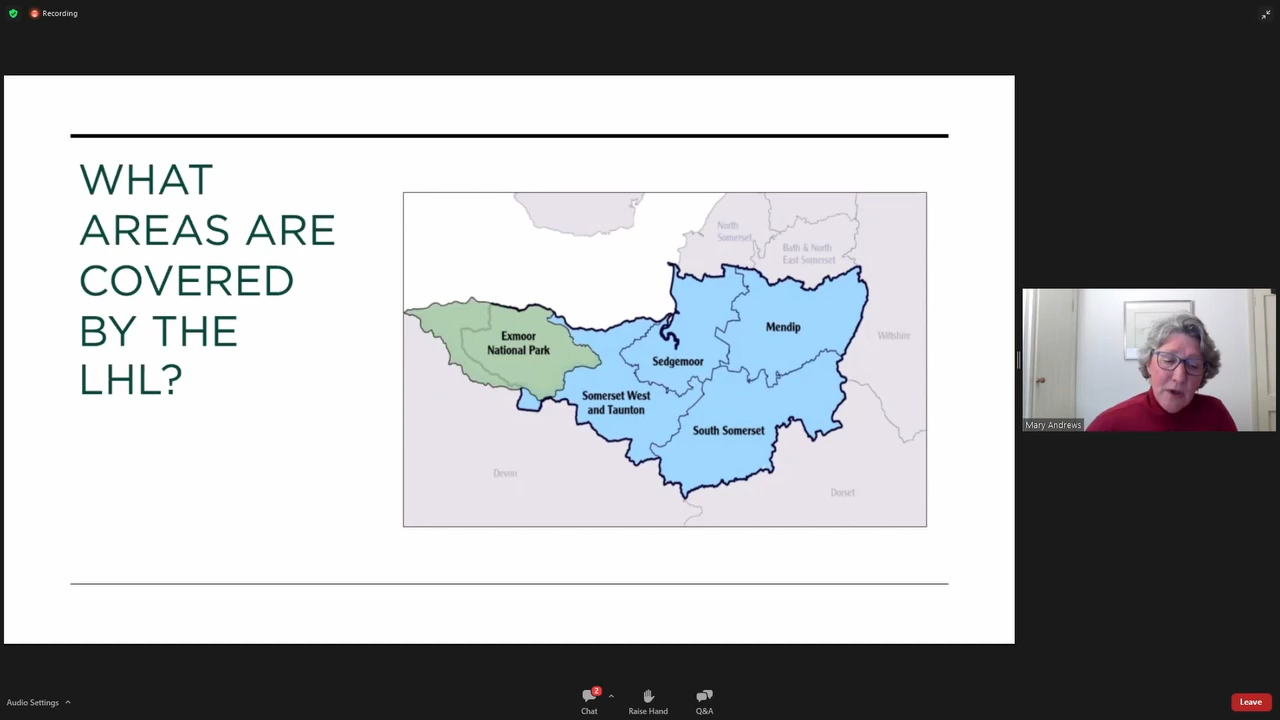 Recording
WHAT
AREAS ARE
COVERED
BY THE
LHL?
North
Somerset
Bath & North
East Somerset
Exmoor
National Park
Mendip
Wiltshire
Sedgemoor
Somerset West
and Taunton
South Somerset
Devon
Dorset
Mary Andrews
Audio Settings
2
Chat
Raise Hand
Q&A
Leave